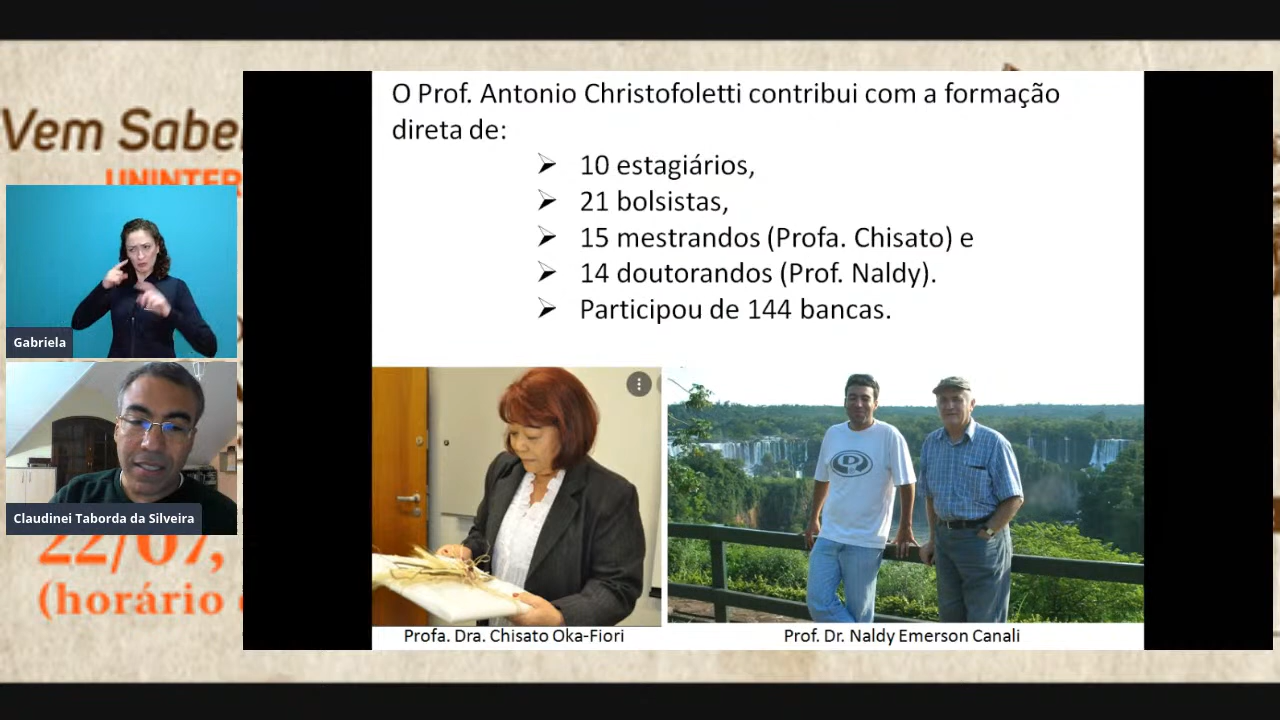 O Prof. Antonio Christofoletti contribui com a formação
direta de:
➢ 10 estagiários,
➢ 21 bolsistas,
➢ 15 mestrandos (Profa. Chisato) e
➢ 14 doutorandos (Prof. Naldy).
➢ Participou de 144 bancas.
Profa. Dra. Chisato Oka-Fiori
Prof. Dr. Naldy Emerson Canali
Vem Sabe
UNINTER
Gabriela
Claudinei Taborda da Silveira
22/07,
(horário